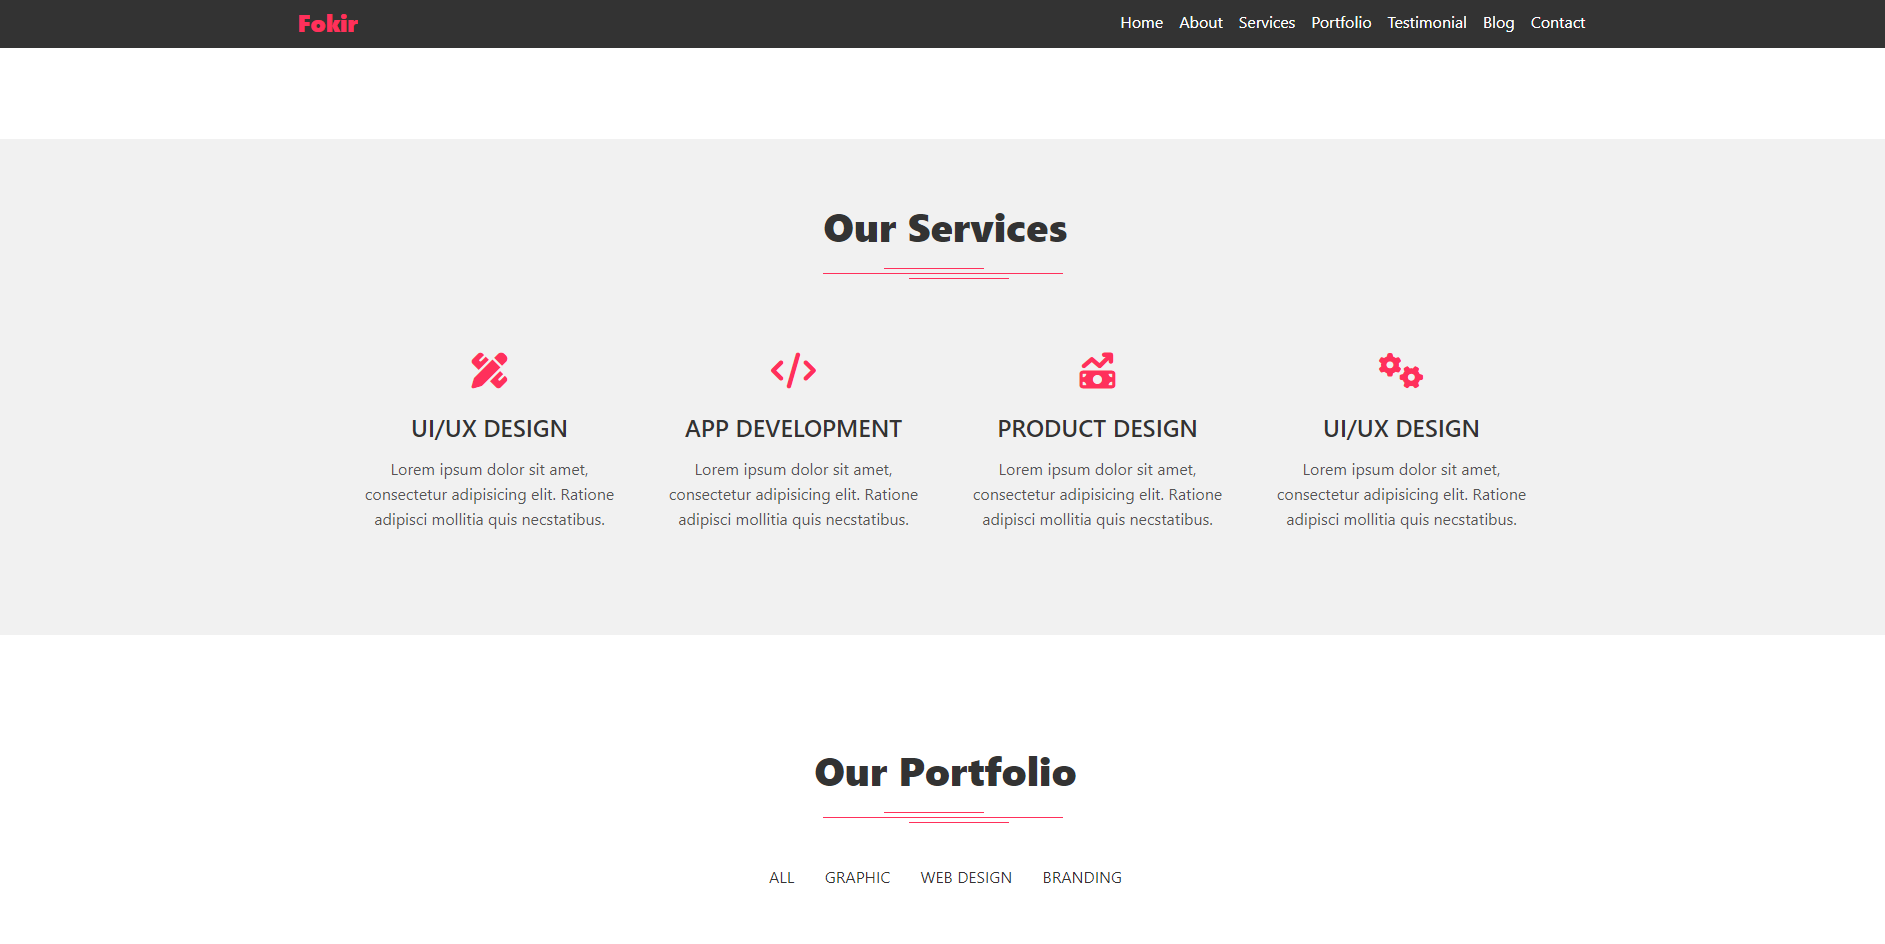 Fokir
Home About Services Portfolio Testimonial Blog Contact
Our Services
UI/UX DESIGN
Lorem ipsum dolor sit amet,
consectetur adipisicing elit. Ratione
adipisci mollitia quis necstatibus.
APP DEVELOPMENT
Lorem ipsum dolor sit amet,
consectetur adipisicing elit. Ratione
adipisci mollitia quis necstatibus.
PRODUCT DESIGN
Lorem ipsum dolor sit amet,
consectetur adipisicing elit. Ratione
adipisci mollitia quis necstatibus.
UI/UX DESIGN
Lorem ipsum dolor sit amet,
consectetur adipisicing elit. Ratione
adipisci mollitia quis necstatibus.
Our Portfolio
ALL GRAPHIC WEB DESIGN BRANDING